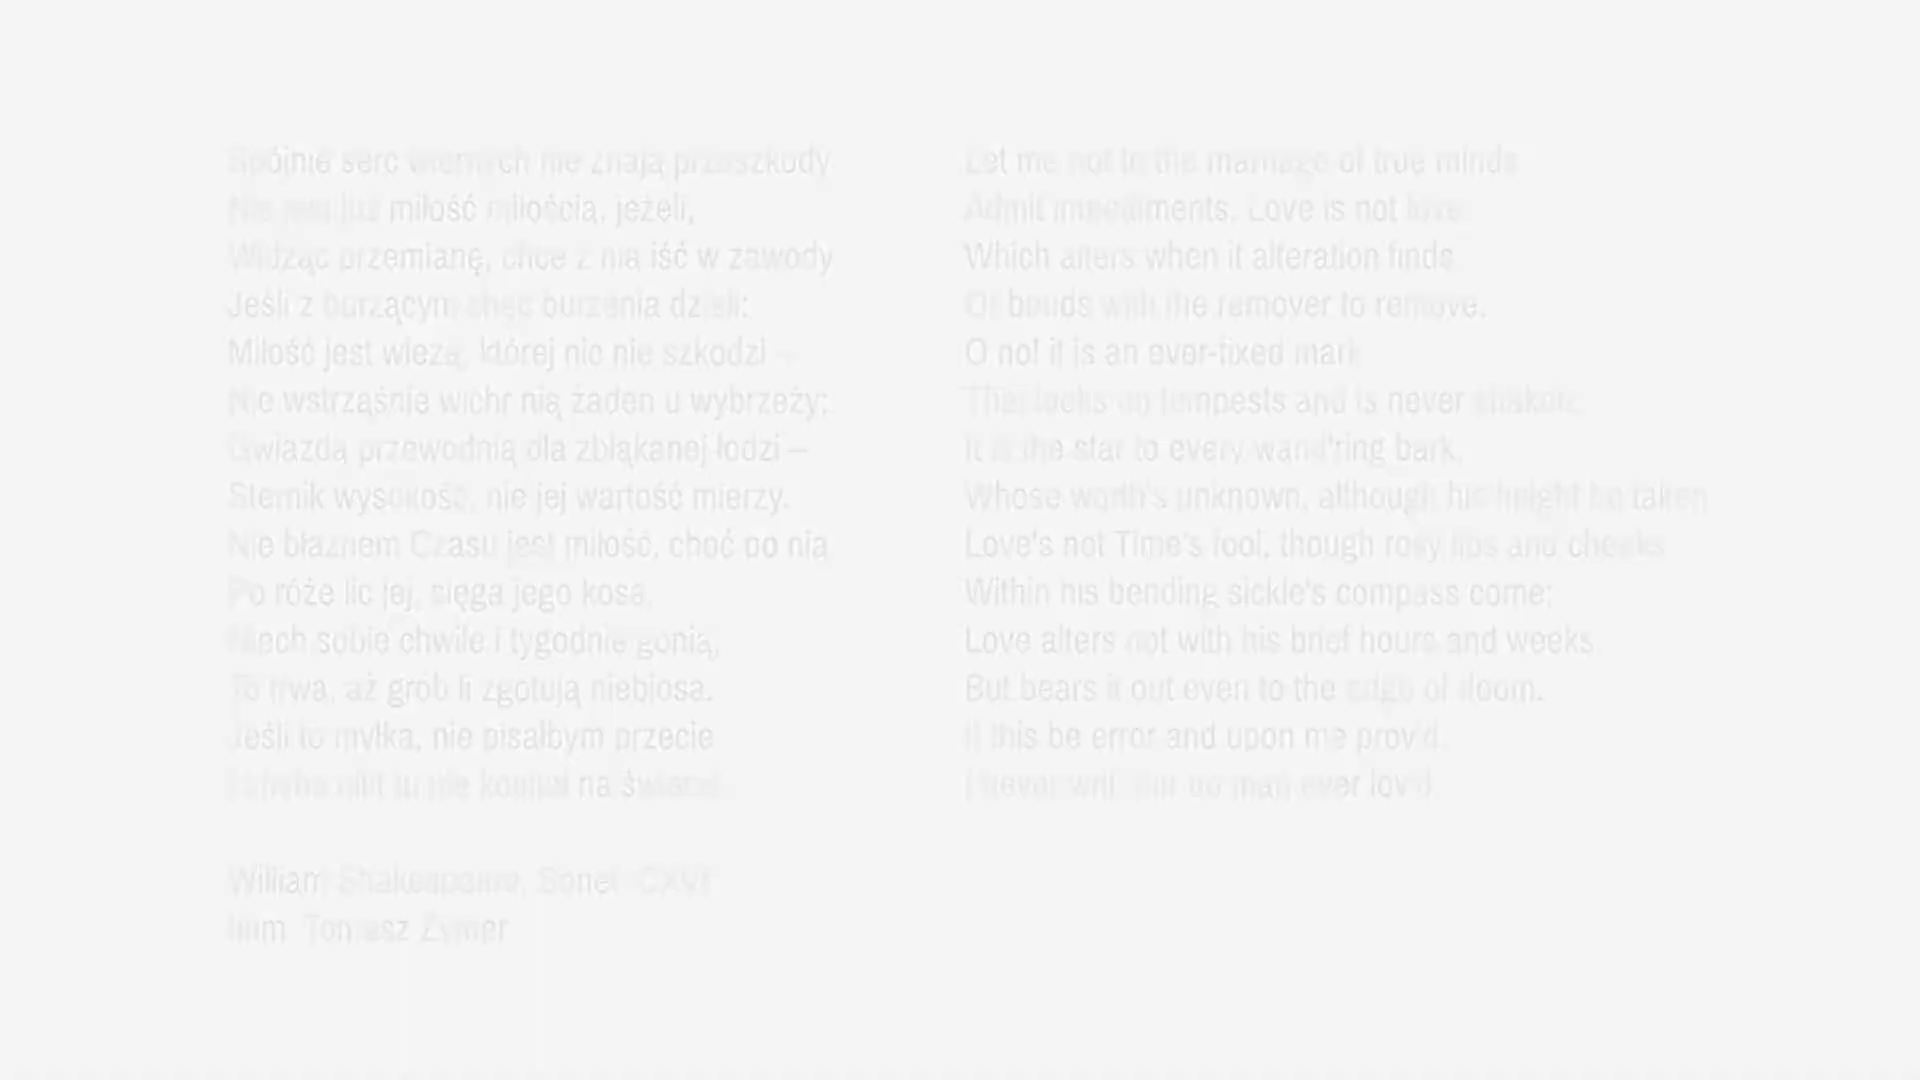 Spójnie serc wiernych nie znają przeszkody
Nie jest już miłość miłością, jeżeli,
Widząc przemianę, chce z nią iść w zawody
Jeśli z burzącym chęć burzenia dzieli:
Miłość jest wieżą, której nic nie szkodzi –
Nie wstrząśnie wichr nią żaden u wybrzeży;
Gwiazdą przewodnią dla zbłąkanej łodzi –
Sternik wysokość, nie jej wartość mierzy.
Nie błaznem Czasu jest miłość, choć po nią
Po róże lic jej, sięga jego kosa,
Niech sobie chwile i tygodnie gonią,
To trwa, aż grób li zgotują niebiosa.
Jeśli to myłka, nie pisałbym przecie
I nikt tu nie kochał na świecie
William Shakespeare, Sonet CXVI
tłum. Tomasz Żymer
Let me not to the marriage of true minds
Admit impediments. Love is not love
Which alters when it alteration finds
Or bends with the remover to remove.
O no! it is an ever-fixed mark
That looks on tempests and is never shaken;
It is the star to every wand'ring bark,
Whose worth's unknown, although his height be taken
Love's not Time's fool, though rosy lips and cheeks
Within his bending sickle's compass come;
Love alters not with his brief hours and weeks
But bears it out even to the edge of doom.
If this be error and upon me prov'd,
I never writ, nor no man ever lov'd.